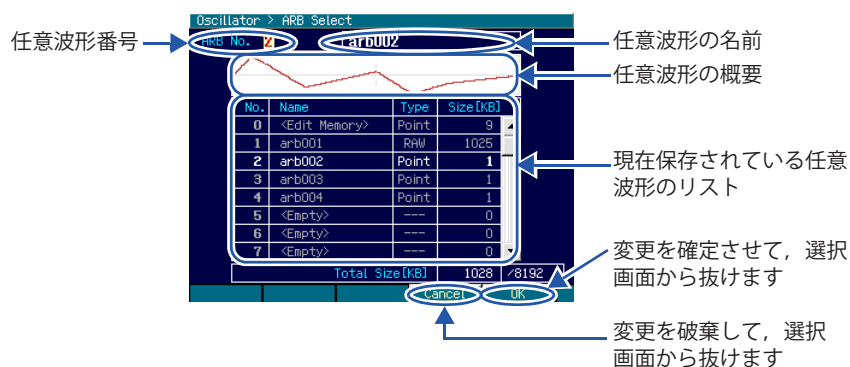 Oscillator > ARB Select
任意波形番号
ARB No. 2
arb002
任意波形の名前
任意波形の概要
No. Name Type Size[KB]
0 <Edit Memory> Point 9
1 arb001 RAW 1025
2 arb002 Point 1
3 arb003 Point 1
4 arb004 Point 1
5 <Empty> --- 0
6 <Empty> --- 0
7 <Empty> --- 0
現在保存されている任意
波形のリスト
Total Size[KB] 1028 /8192
Cancel OK
変更を確定させて，選択
画面から抜けます
変更を破棄して，選択
画面から抜けます